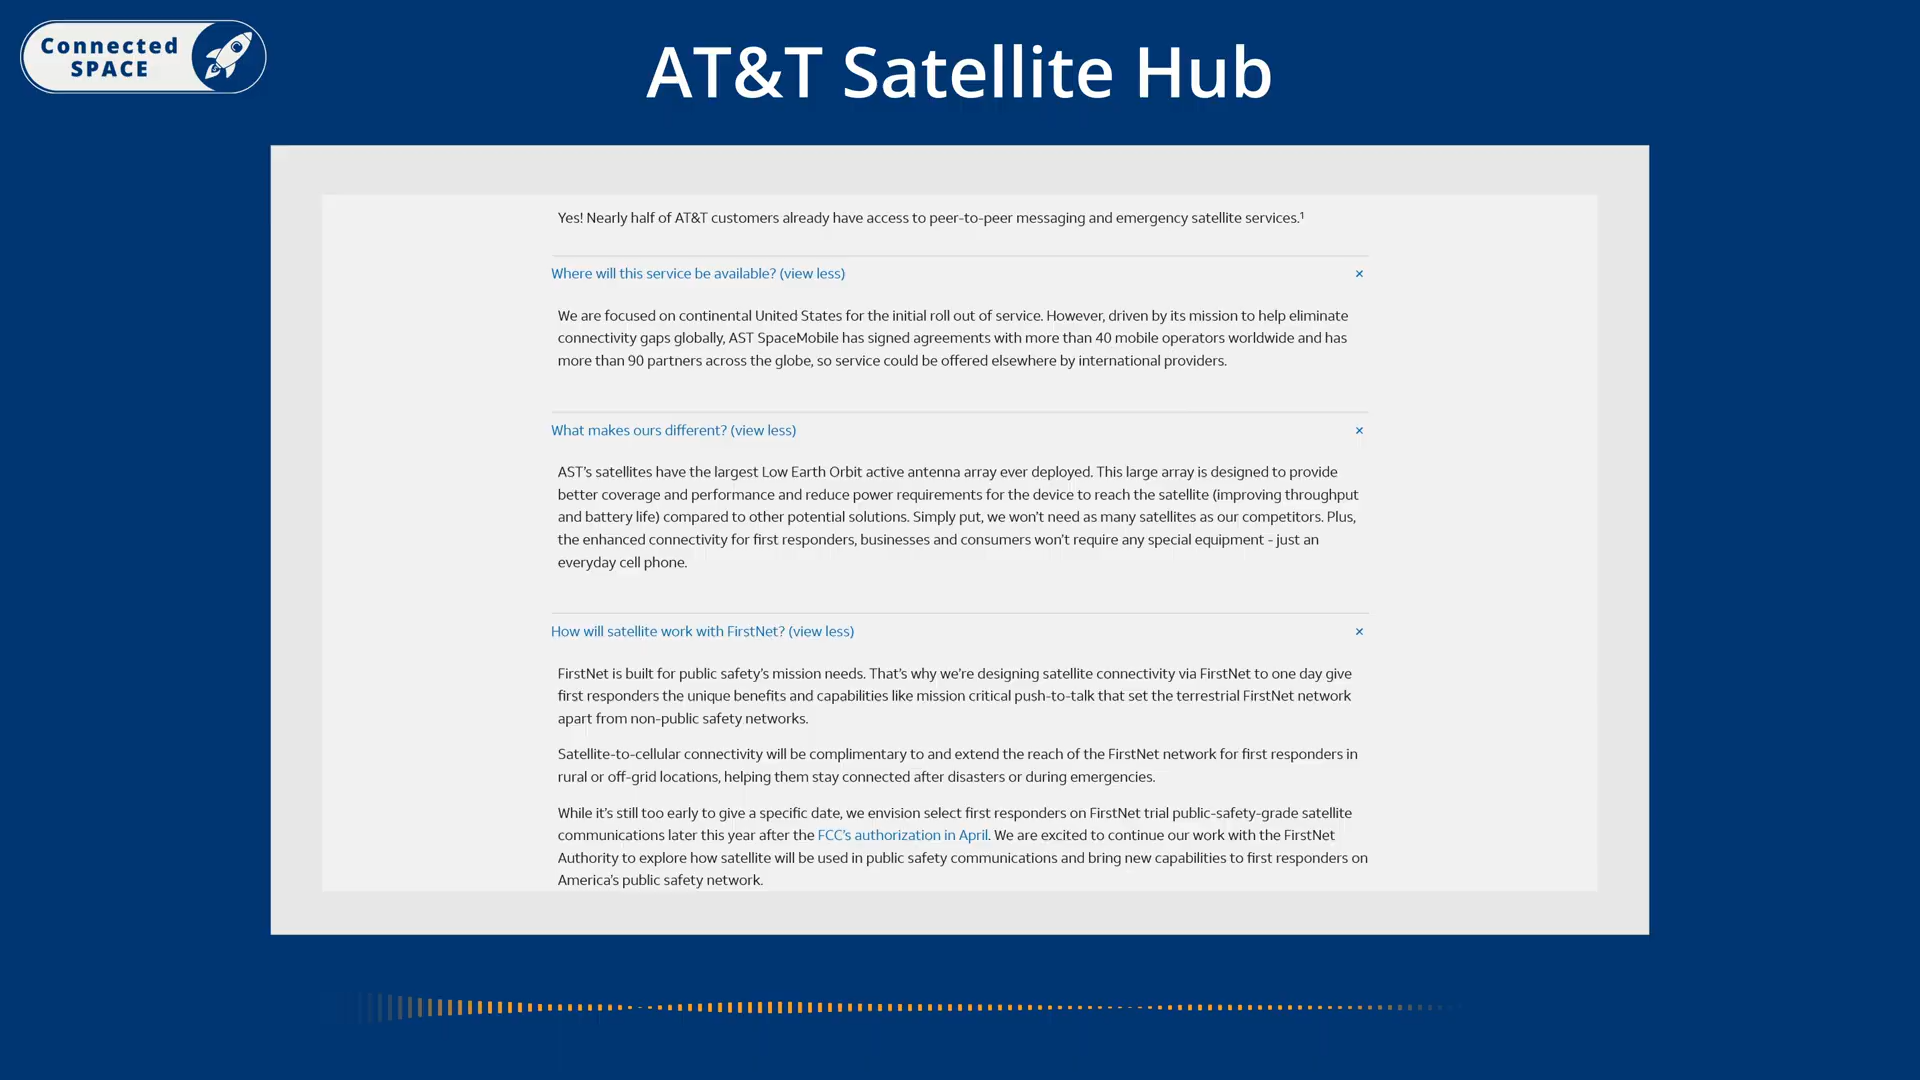 Connected
SPACE
AT&T Satellite Hub
Yes! Nearly half of AT&T customers already have access to peer-to-peer messaging and emergency satellite services.¹
Where will this service be available? (view less)
×
We are focused on continental United States for the initial roll out of service. However, driven by its mission to help eliminate
connectivity gaps globally, AST SpaceMobile has signed agreements with more than 40 mobile operators worldwide and has
more than 90 partners across the globe, so service could be offered elsewhere by international providers.
What makes ours different? (view less)
×
AST’s satellites have the largest Low Earth Orbit active antenna array ever deployed. This large array is designed to provide
better coverage and performance and reduce power requirements for the device to reach the satellite (improving throughput
and battery life) compared to other potential solutions. Simply put, we won’t need as many satellites as our competitors. Plus,
the enhanced connectivity for first responders, businesses and consumers won’t require any special equipment - just an
everyday cell phone.
How will satellite work with FirstNet? (view less)
×
FirstNet is built for public safety’s mission needs. That’s why we’re designing satellite connectivity via FirstNet to one day give
first responders the unique benefits and capabilities like mission critical push-to-talk that set the terrestrial FirstNet network
apart from non-public safety networks.
Satellite-to-cellular connectivity will be complimentary to and extend the reach of the FirstNet network for first responders in
rural or off-grid locations, helping them stay connected after disasters or during emergencies.
While it’s still too early to give a specific date, we envision select first responders on FirstNet trial public-safety-grade satellite
communications later this year after the FCC’s authorization in April. We are excited to continue our work with the FirstNet
Authority to explore how satellite will be used in public safety communications and bring new capabilities to first responders on
America’s public safety network.